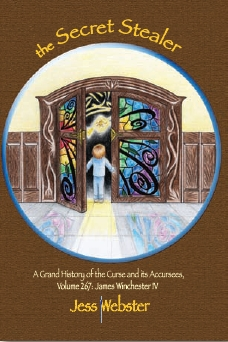 the Secret Stealer
A Grand History of the Curse and its Accursees,
Volume 267: James Winchester IV
Jess Webster